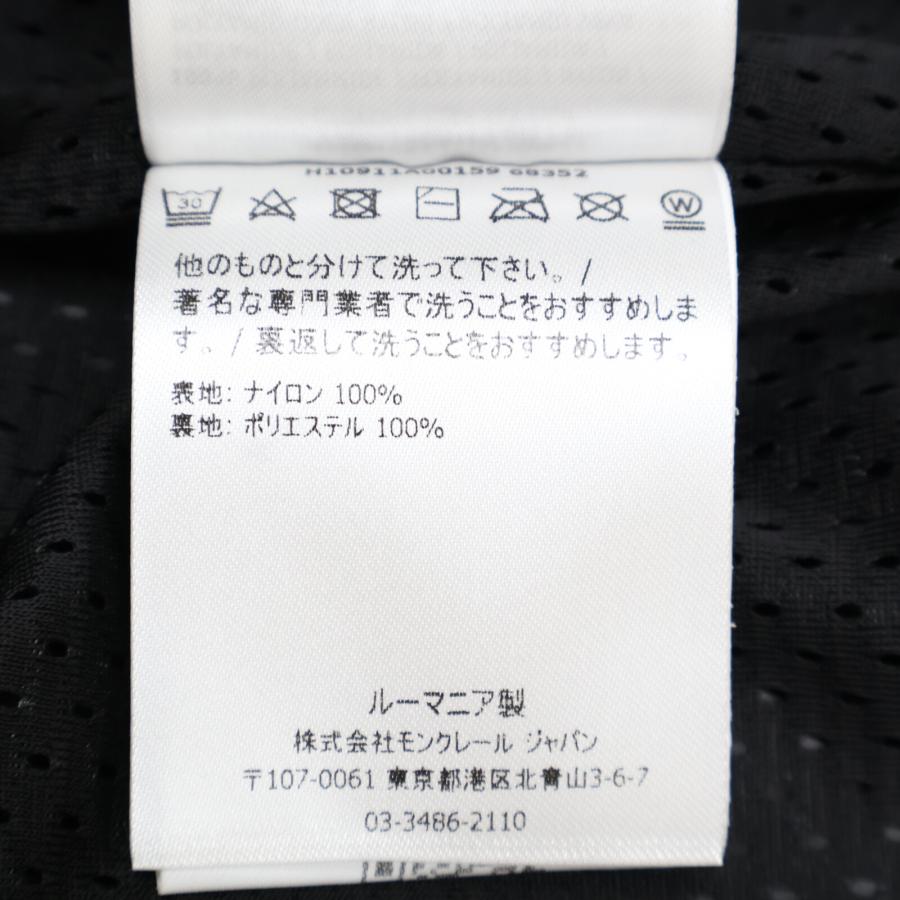 H10911A00159 68352
30
W
他のものと分けて洗って下さい。/
著名な専門業者で洗うことをおすすめしま
す。/ 裏返して洗うことをおすすめします。
表地: ナイロン 100%
裏地: ポリエステル 100%
ルーマニア製
株式会社モンクレール ジャパン
〒107-0061 東京都港区北青山3-6-7
03-3486-2110